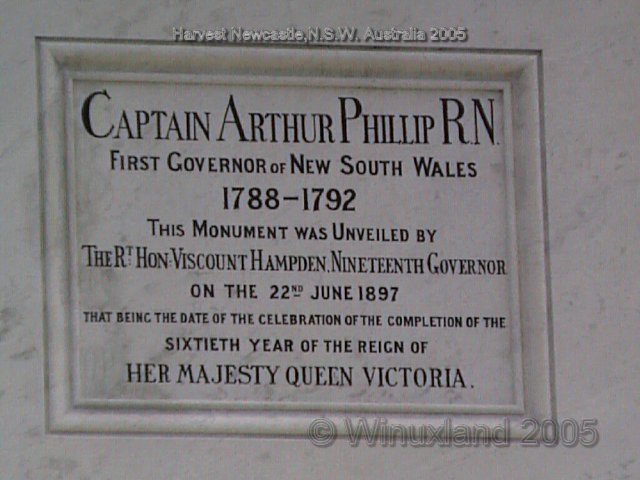 Harvest Newcastle,N.S.W. Australia 2005
CAPTAIN ARTHUR PHILLIP R.N.
FIRST GOVERNOR OF NEW SOUTH WALES
1788–1792
THIS MONUMENT WAS UNVEILED BY
THE RT. HON: VISCOUNT HAMPDEN, NINETEENTH GOVERNOR
ON THE 22ND JUNE 1897
THAT BEING THE DATE OF THE CELEBRATION OF THE COMPLETION OF THE
SIXTIETH YEAR OF THE REIGN OF
HER MAJESTY QUEEN VICTORIA.
© Winuxland 2005